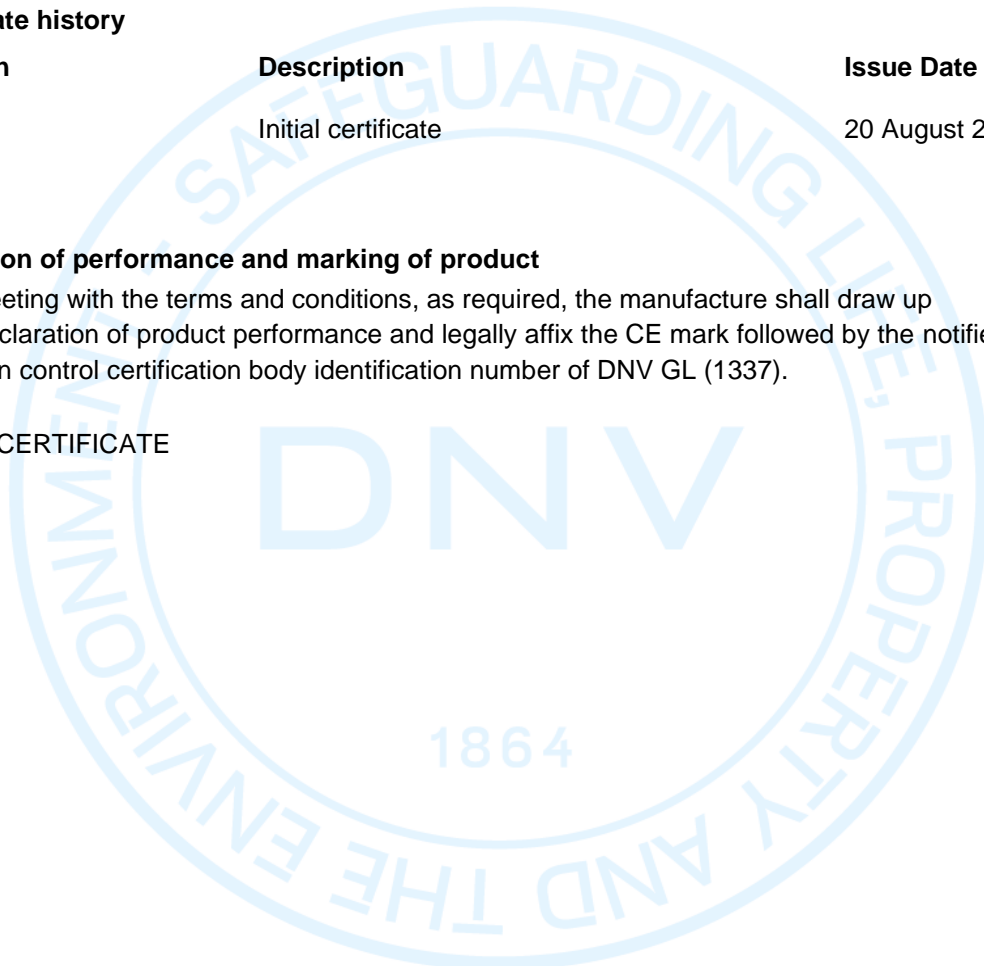 ate history
n Description Issue Date
Initial certificate 20 August 2
on of performance and marking of product
eeting with the terms and conditions, as required, the manufacture shall draw up
claration of product performance and legally affix the CE mark followed by the notifie
n control certification body identification number of DNV GL (1337).
CERTIFICATE
SAFEGUARDING LIFE, PROPERTY AND THE ENVIRONMENT -
DNV
1864